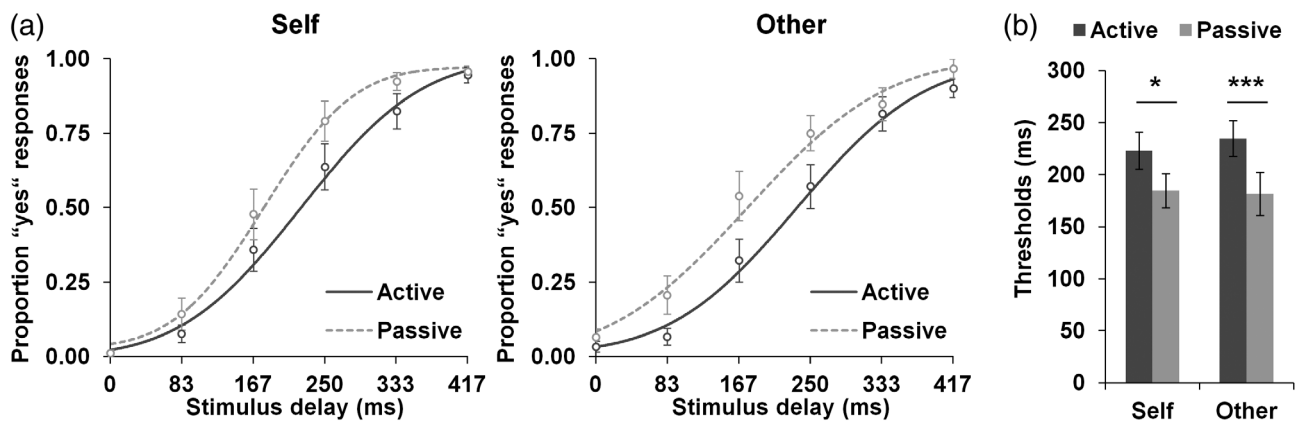 (a)
Self
Proportion “yes“ responses
1.00
0.75
0.50
0.25
0.00
Active
Passive
0 83 167 250 333 417
Stimulus delay (ms)
Other
Proportion “yes“ responses
1.00
0.75
0.50
0.25
0.00
Active
Passive
0 83 167 250 333 417
Stimulus delay (ms)
(b)
Active Passive
Thresholds (ms)
300
250
200
150
100
50
0
* ***
Self Other